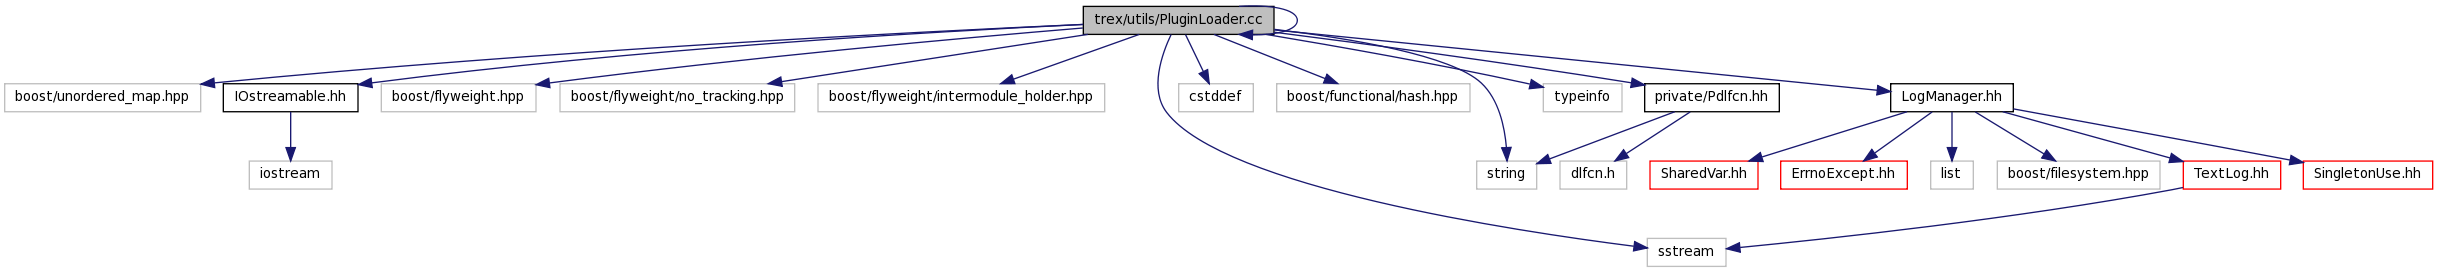 trex/utils/PluginLoader.cc
boost/unordered_map.hpp
IOstreamable.hh
boost/flyweight.hpp
boost/flyweight/no_tracking.hpp
boost/flyweight/intermodule_holder.hpp
cstddef
boost/functional/hash.hpp
typeinfo
private/Pdlfcn.hh
LogManager.hh
iostream
string
dlfcn.h
SharedVar.hh
ErrnoExcept.hh
list
boost/filesystem.hpp
TextLog.hh
SingletonUse.hh
sstream